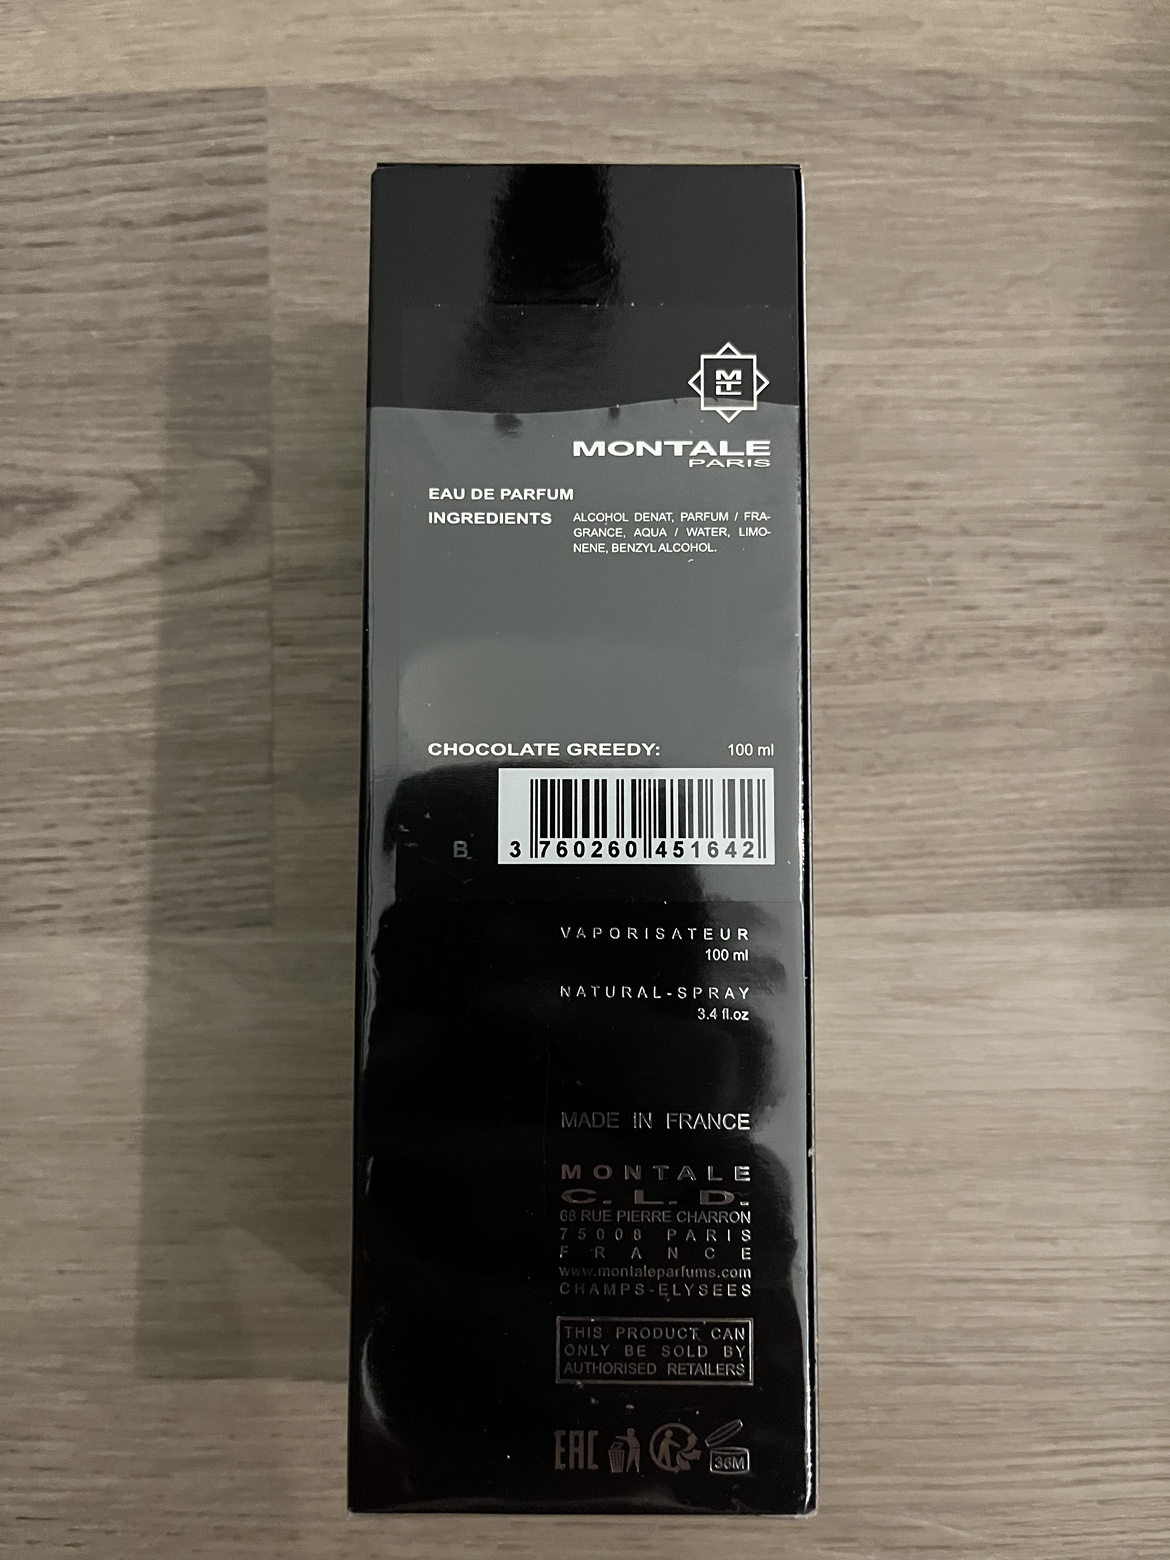 MTL
MONTALE
PARIS
EAU DE PARFUM
INGREDIENTS
ALCOHOL DENAT, PARFUM / FRA-
GRANCE, AQUA / WATER, LIMO-
NENE, BENZYL ALCOHOL.
CHOCOLATE GREEDY:
100 ml
B
3 760260 451642
VAPORISATEUR
100 ml
NATURAL-SPRAY
3.4 fl.oz
MADE IN FRANCE
MONTALE
C. L. D.
68 RUE PIERRE CHARRON
75008 PARIS
FRANCE
www.montaleparfums.com
CHAMPS-ELYSEES
THIS PRODUCT CAN
ONLY BE SOLD BY
AUTHORISED RETAILERS
EAC
36M